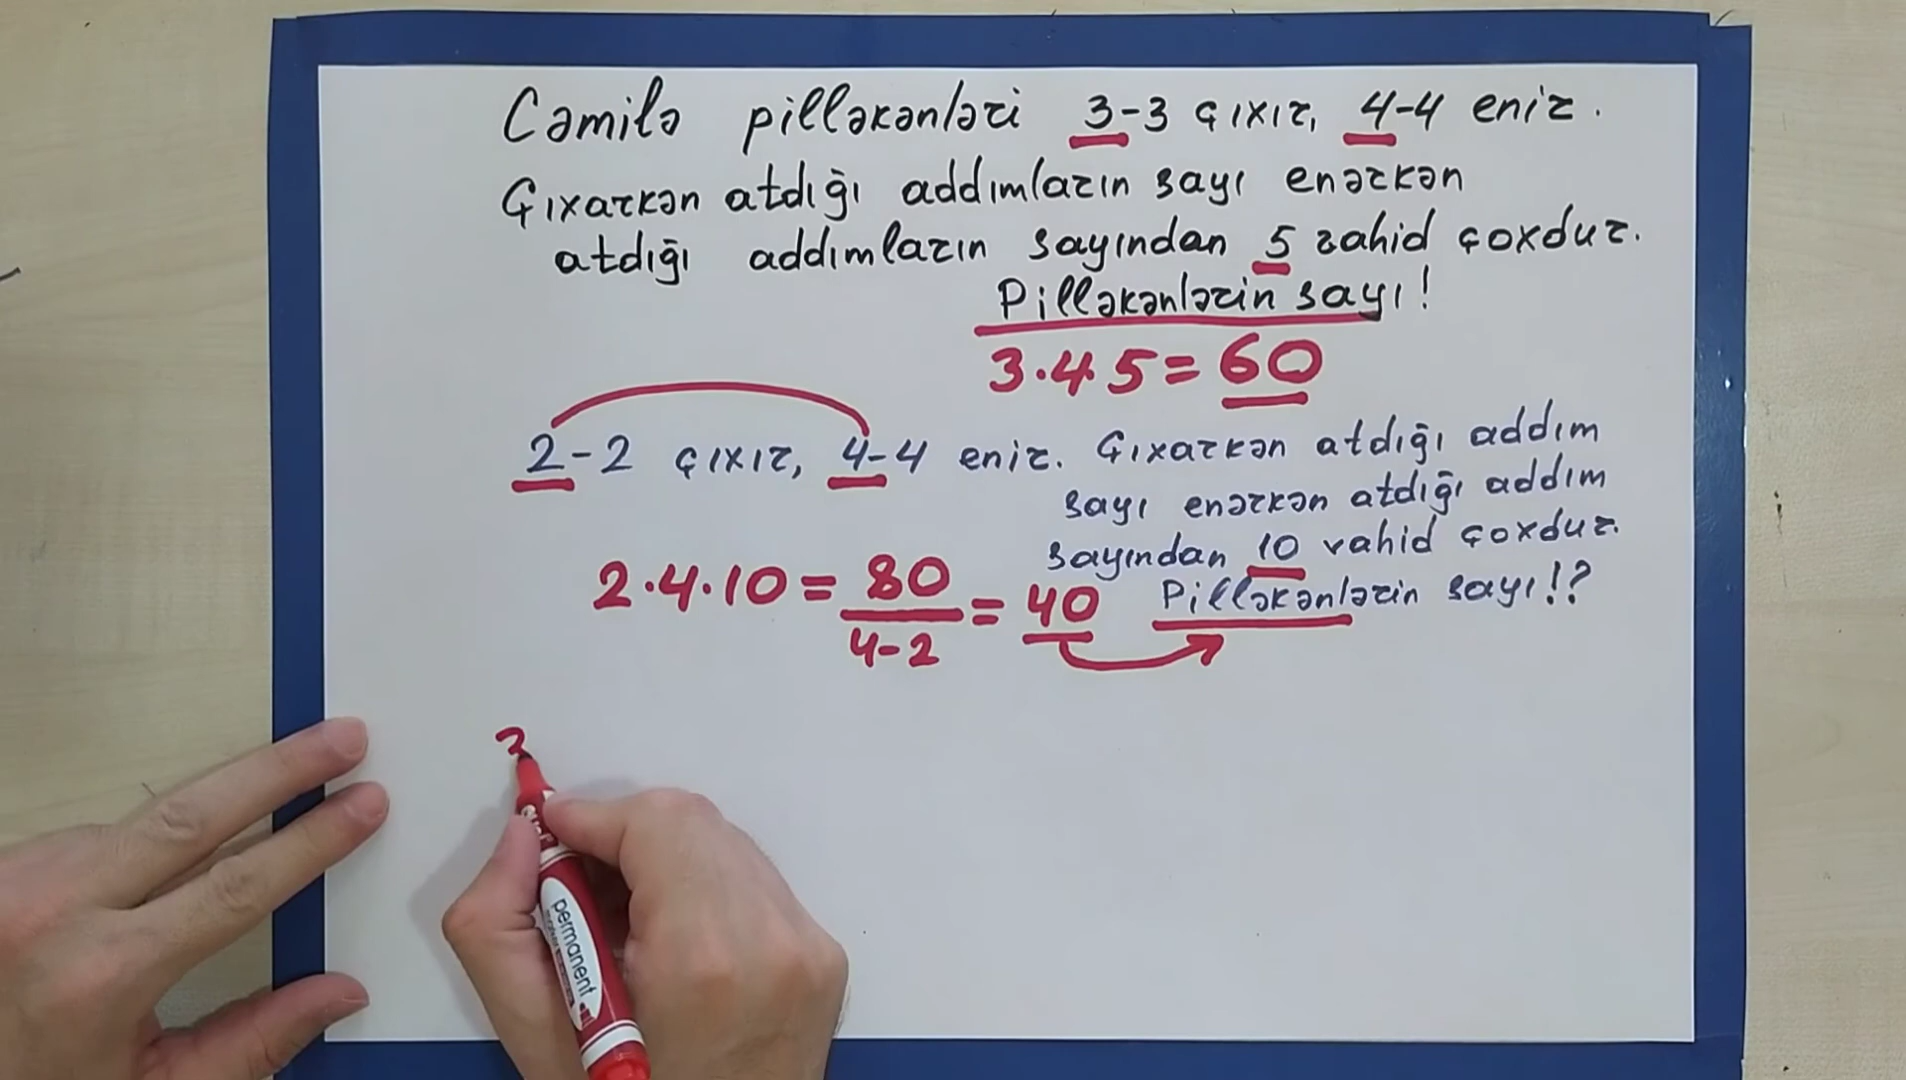 Cəmilə pilləkənləri 3-3 çıxır, 4-4 enir.
Çıxarkən atdığı addımların sayı enərkən
atdığı addımların sayından 5 vahid çoxdur.
Pilləkənlərin sayı!
3·4·5=60
2-2 çıxır, 4-4 enir. Çıxarkən atdığı addım
sayı enərkən atdığı addım
sayından 10 vahid çoxdur.
Pilləkənlərin sayı!?
2·4·10= 80/4-2 = 40
permanent